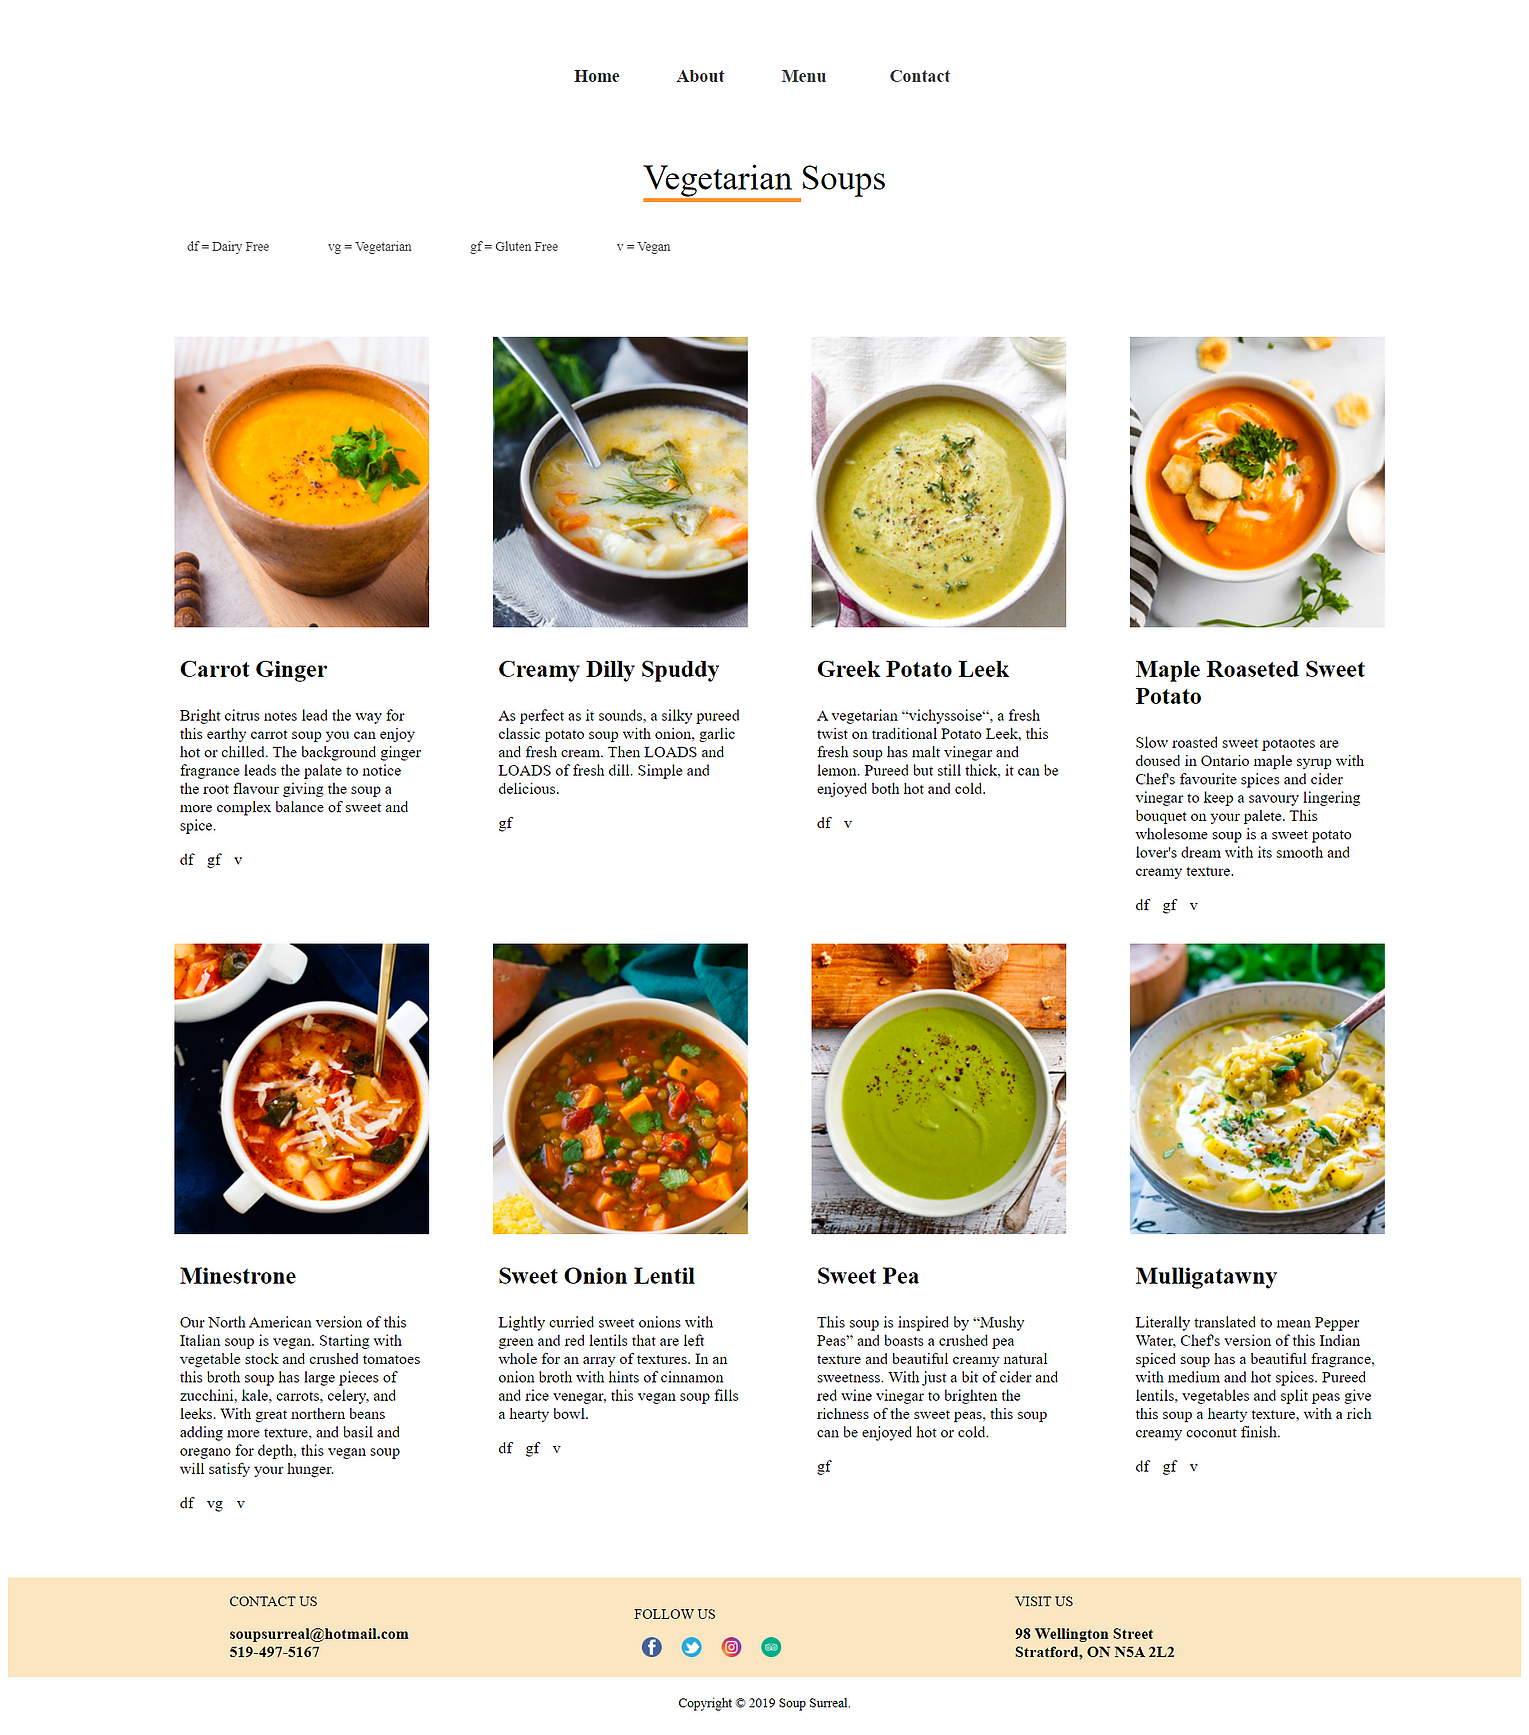 Home About Menu Contact
Vegetarian Soups
df = Dairy Free vg = Vegetarian gf = Gluten Free v = Vegan
Carrot Ginger
Bright citrus notes lead the way for
this earthy carrot soup you can enjoy
hot or chilled. The background ginger
fragrance leads the palate to notice
the root flavour giving the soup a
more complex balance of sweet and
spice.
df gf v
Creamy Dilly Spuddy
As perfect as it sounds, a silky pureed
classic potato soup with onion, garlic
and fresh cream. Then LOADS and
LOADS of fresh dill. Simple and
delicious.
gf
Greek Potato Leek
A vegetarian “vichyssoise“, a fresh
twist on traditional Potato Leek, this
fresh soup has malt vinegar and
lemon. Pureed but still thick, it can be
enjoyed both hot and cold.
df v
Maple Roaseted Sweet
Potato
Slow roasted sweet potaotes are
doused in Ontario maple syrup with
Chef's favourite spices and cider
vinegar to keep a savoury lingering
bouquet on your palete. This
wholesome soup is a sweet potato
lover's dream with its smooth and
creamy texture.
df gf v
Minestrone
Our North American version of this
Italian soup is vegan. Starting with
vegetable stock and crushed tomatoes
this broth soup has large pieces of
zucchini, kale, carrots, celery, and
leeks. With great northern beans
adding more texture, and basil and
oregano for depth, this vegan soup
will satisfy your hunger.
df vg v
Sweet Onion Lentil
Lightly curried sweet onions with
green and red lentils that are left
whole for an array of textures. In an
onion broth with hints of cinnamon
and rice venegar, this vegan soup fills
a hearty bowl.
df gf v
Sweet Pea
This soup is inspired by “Mushy
Peas” and boasts a crushed pea
texture and beautiful creamy natural
sweetness. With just a bit of cider and
red wine vinegar to brighten the
richness of the sweet peas, this soup
can be enjoyed hot or cold.
gf
Mulligatawny
Literally translated to mean Pepper
Water, Chef's version of this Indian
spiced soup has a beautiful fragrance,
with medium and hot spices. Pureed
lentils, vegetables and split peas give
this soup a hearty texture, with a rich
creamy coconut finish.
df gf v
CONTACT US
soupsurreal@hotmail.com
519-497-5167
FOLLOW US
VISIT US
98 Wellington Street
Stratford, ON N5A 2L2
Copyright © 2019 Soup Surreal.